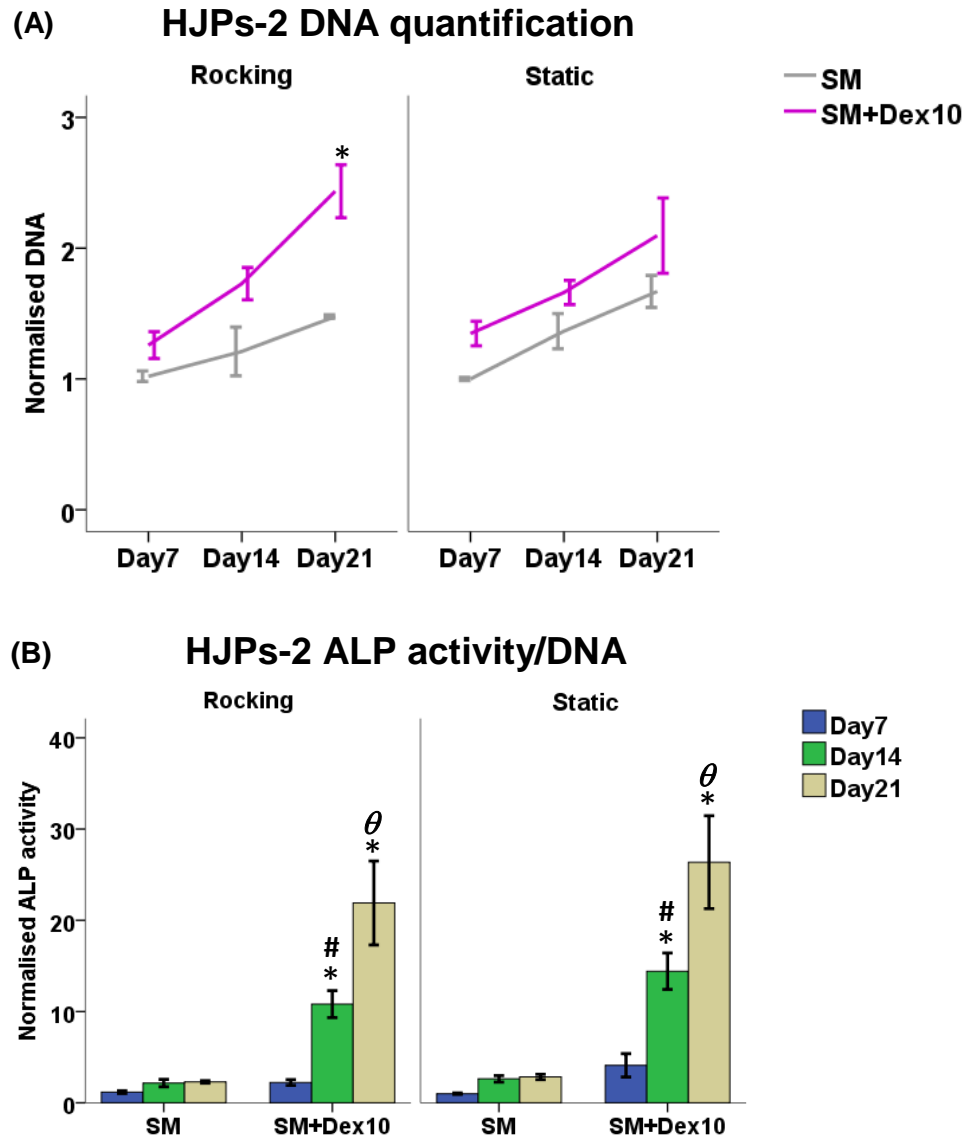 (A) HJPs-2 DNA quantification
Rocking Static
SM
SM+Dex10
Normalised DNA
3
2
1
0
*
Day7 Day14 Day21 Day7 Day14 Day21
(B) HJPs-2 ALP activity/DNA
Rocking Static
Day7
Day14
Day21
Normalised ALP activity
40
30
20
10
0
θ θ
* *
# #
* *
SM SM+Dex10 SM SM+Dex10